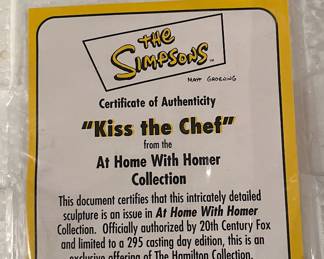 the
SIMPSONS™
MATT GROENING
Certificate of Authenticity
"Kiss the Chef"
from the
At Home With Homer
Collection
This document certifies that this intricately detailed
sculpture is an issue in At Home With Homer
Collection. Officially authorized by 20th Century Fox
and limited to a 295 casting day edition, this is an
exclusive offering of The Hamilton Collection.